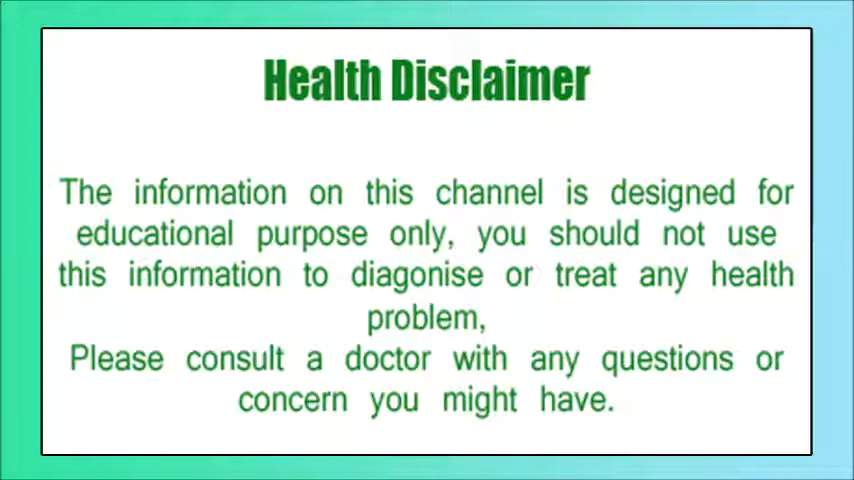 Health Disclaimer
The information on this channel is designed for
educational purpose only, you should not use
this information to diagonise or treat any health
problem,
Please consult a doctor with any questions or
concern you might have.